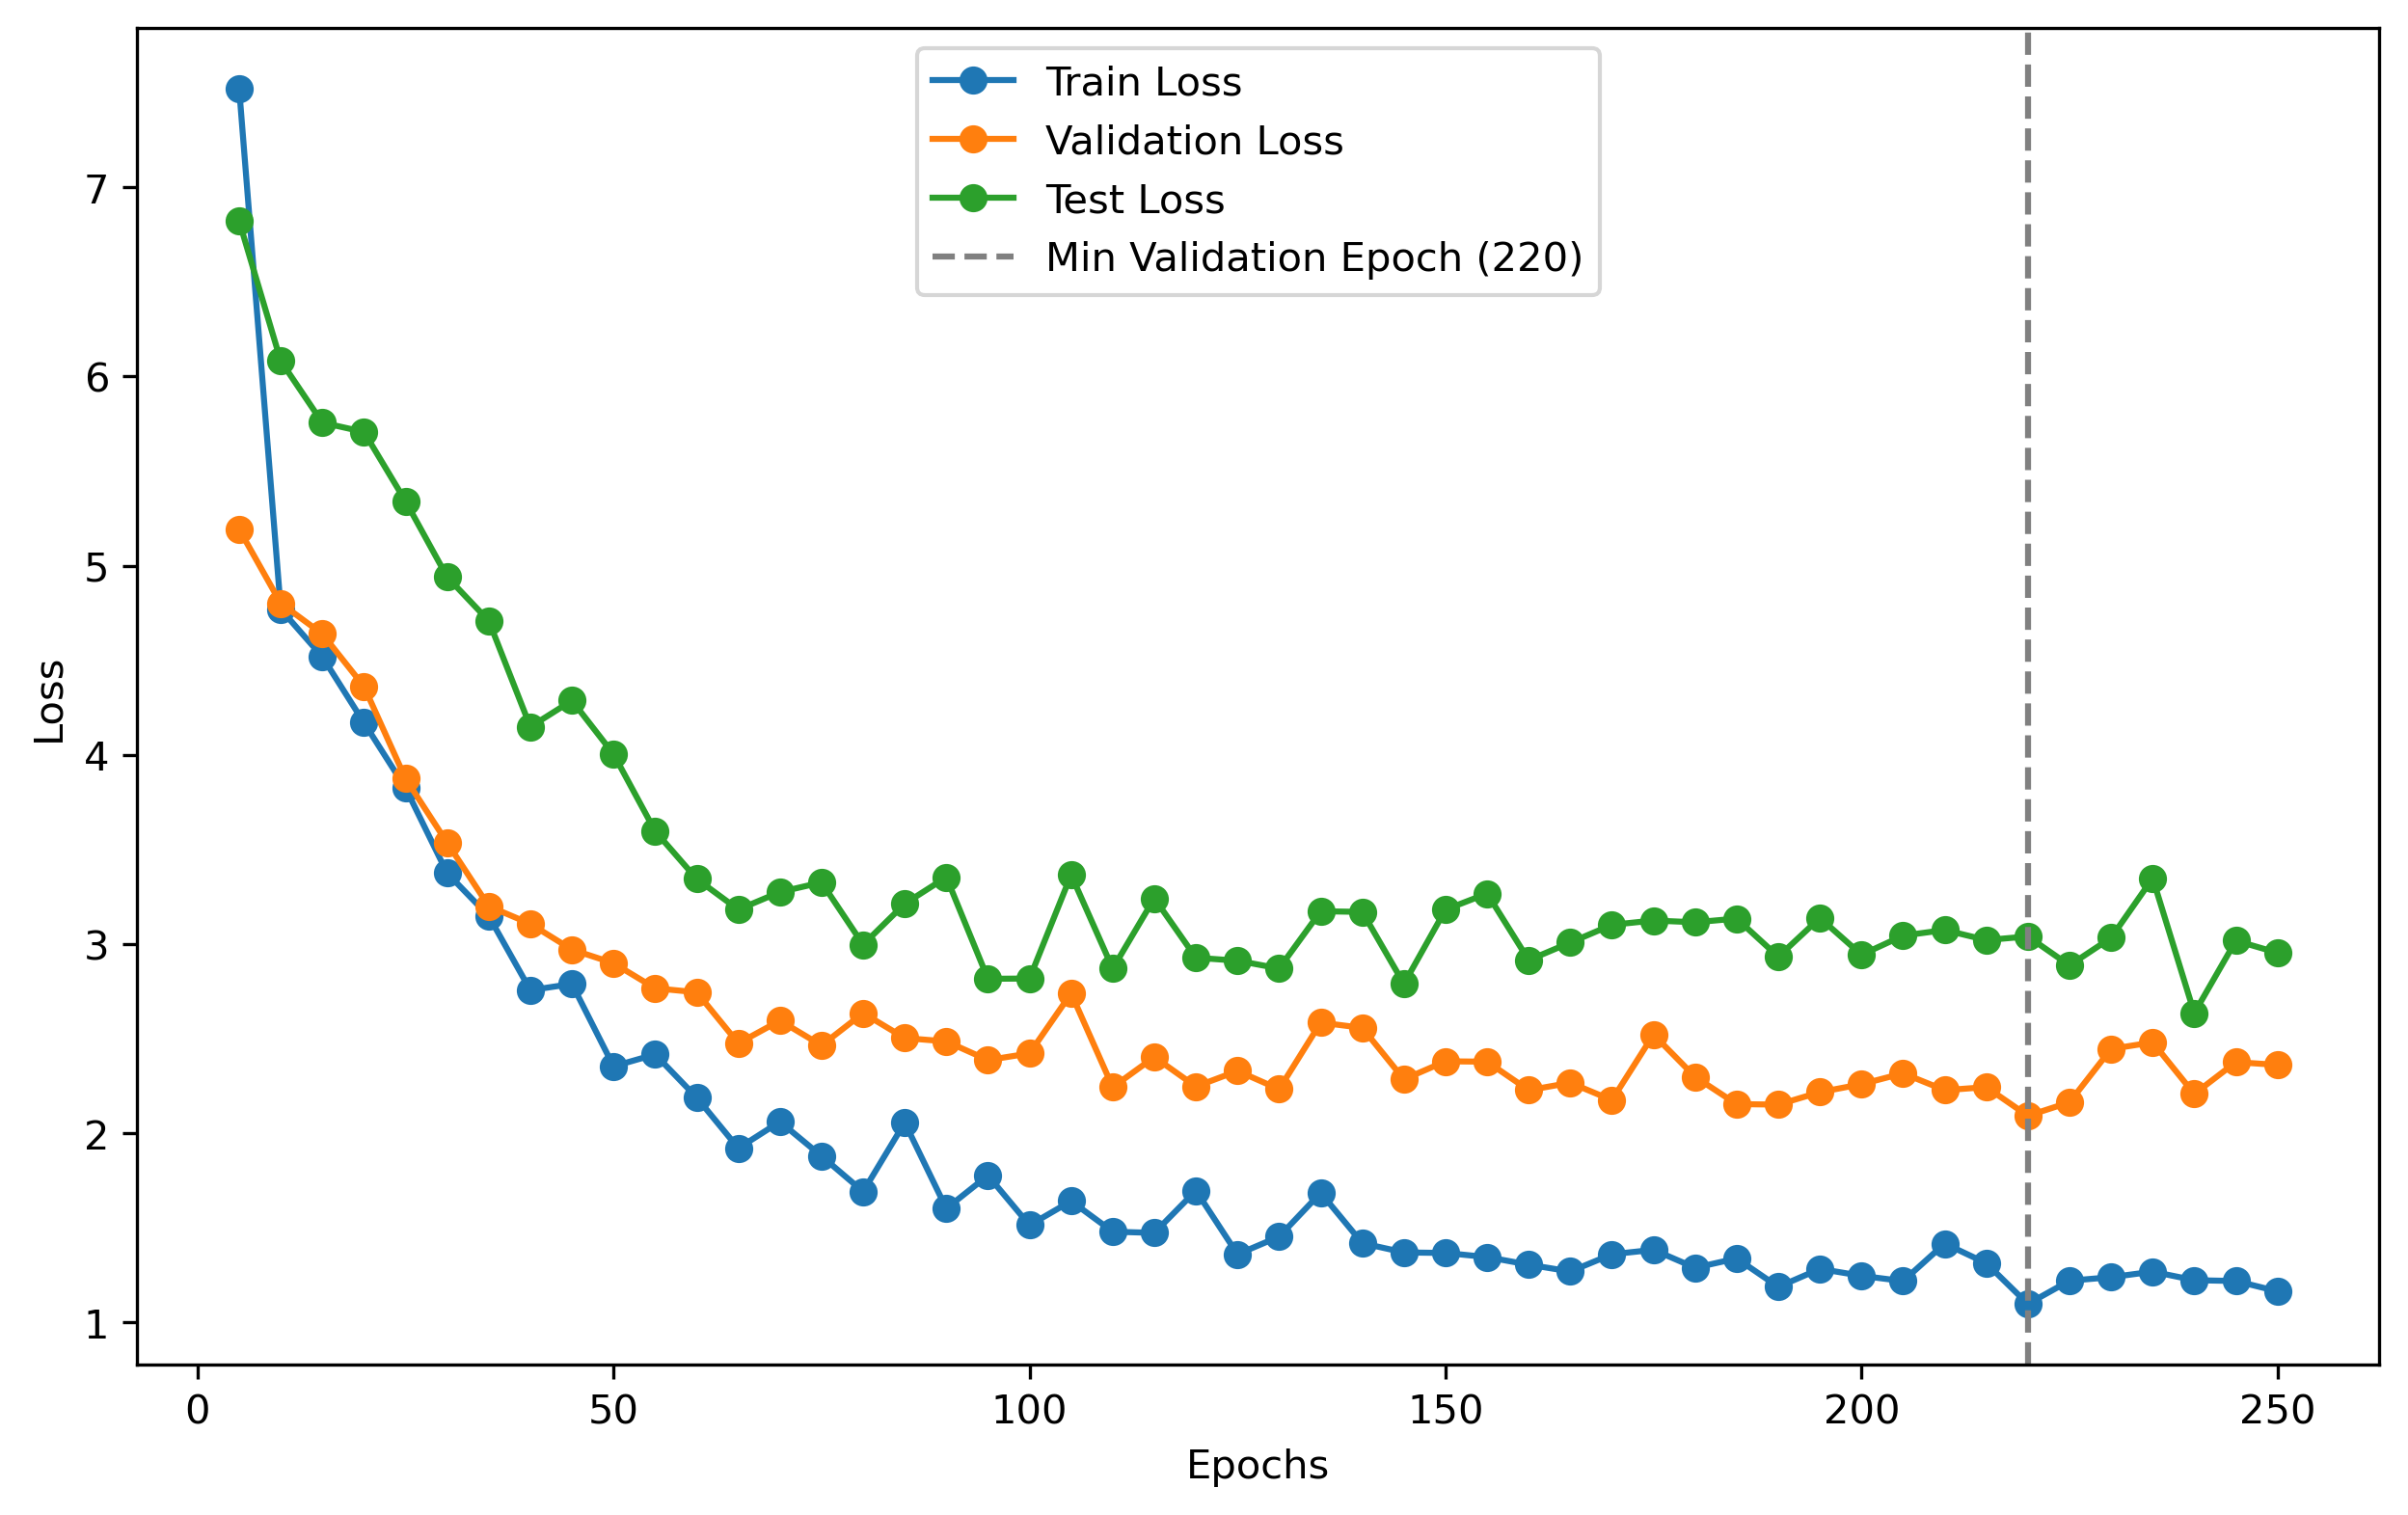 Train Loss
Validation Loss
Test Loss
Min Validation Epoch (220)
7
6
5
4
3
2
1
Loss
0 50 100 150 200 250
Epochs